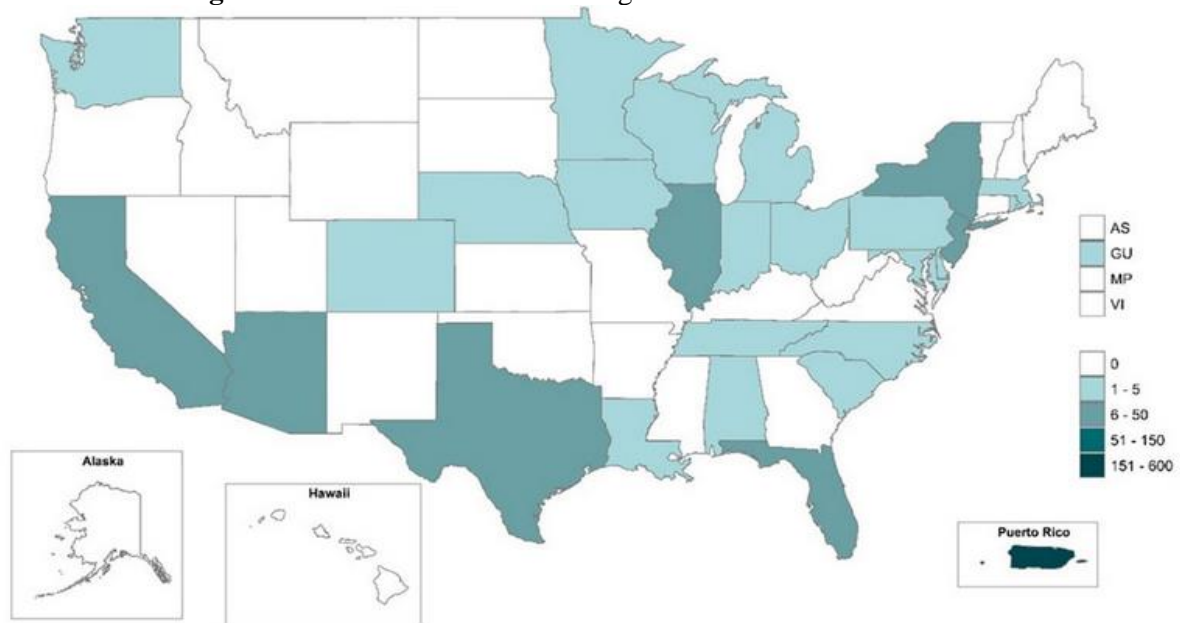 AS
GU
MP
VI
0
1 - 5
6 - 50
51 - 150
151 - 600
Alaska
Hawaii
Puerto Rico